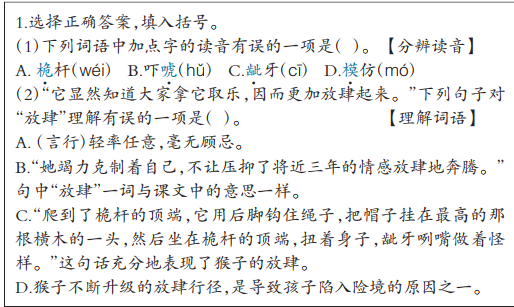 1.选择正确答案,填入括号。
(1)下列词语中加点字的读音有误的一项是(  )。【分辨读音】
A. 桅杆(wéi)  B.吓唬(hǔ)  C.龇牙(cī)  D.模仿(mó)
(2)“它显然知道大家拿它取乐,因而更加放肆起来。”下列句子对
“放肆”理解有误的一项是(  )。  【理解词语】
A. (言行)轻率任意,毫无顾忌。
B.“她竭力克制着自己,不让压抑了将近三年的情感放肆地奔腾。”
句中“放肆”一词与课文中的意思一样。
C.“爬到了桅杆的顶端,它用后脚钩住绳子,把帽子挂在最高的那
根横木的一头,然后坐在桅杆的顶端,扭着身子,龇牙咧嘴做着怪
样。”这句话充分地表现了猴子的放肆。
D.猴子不断升级的放肆行径,是导致孩子陷入险境的原因之一。